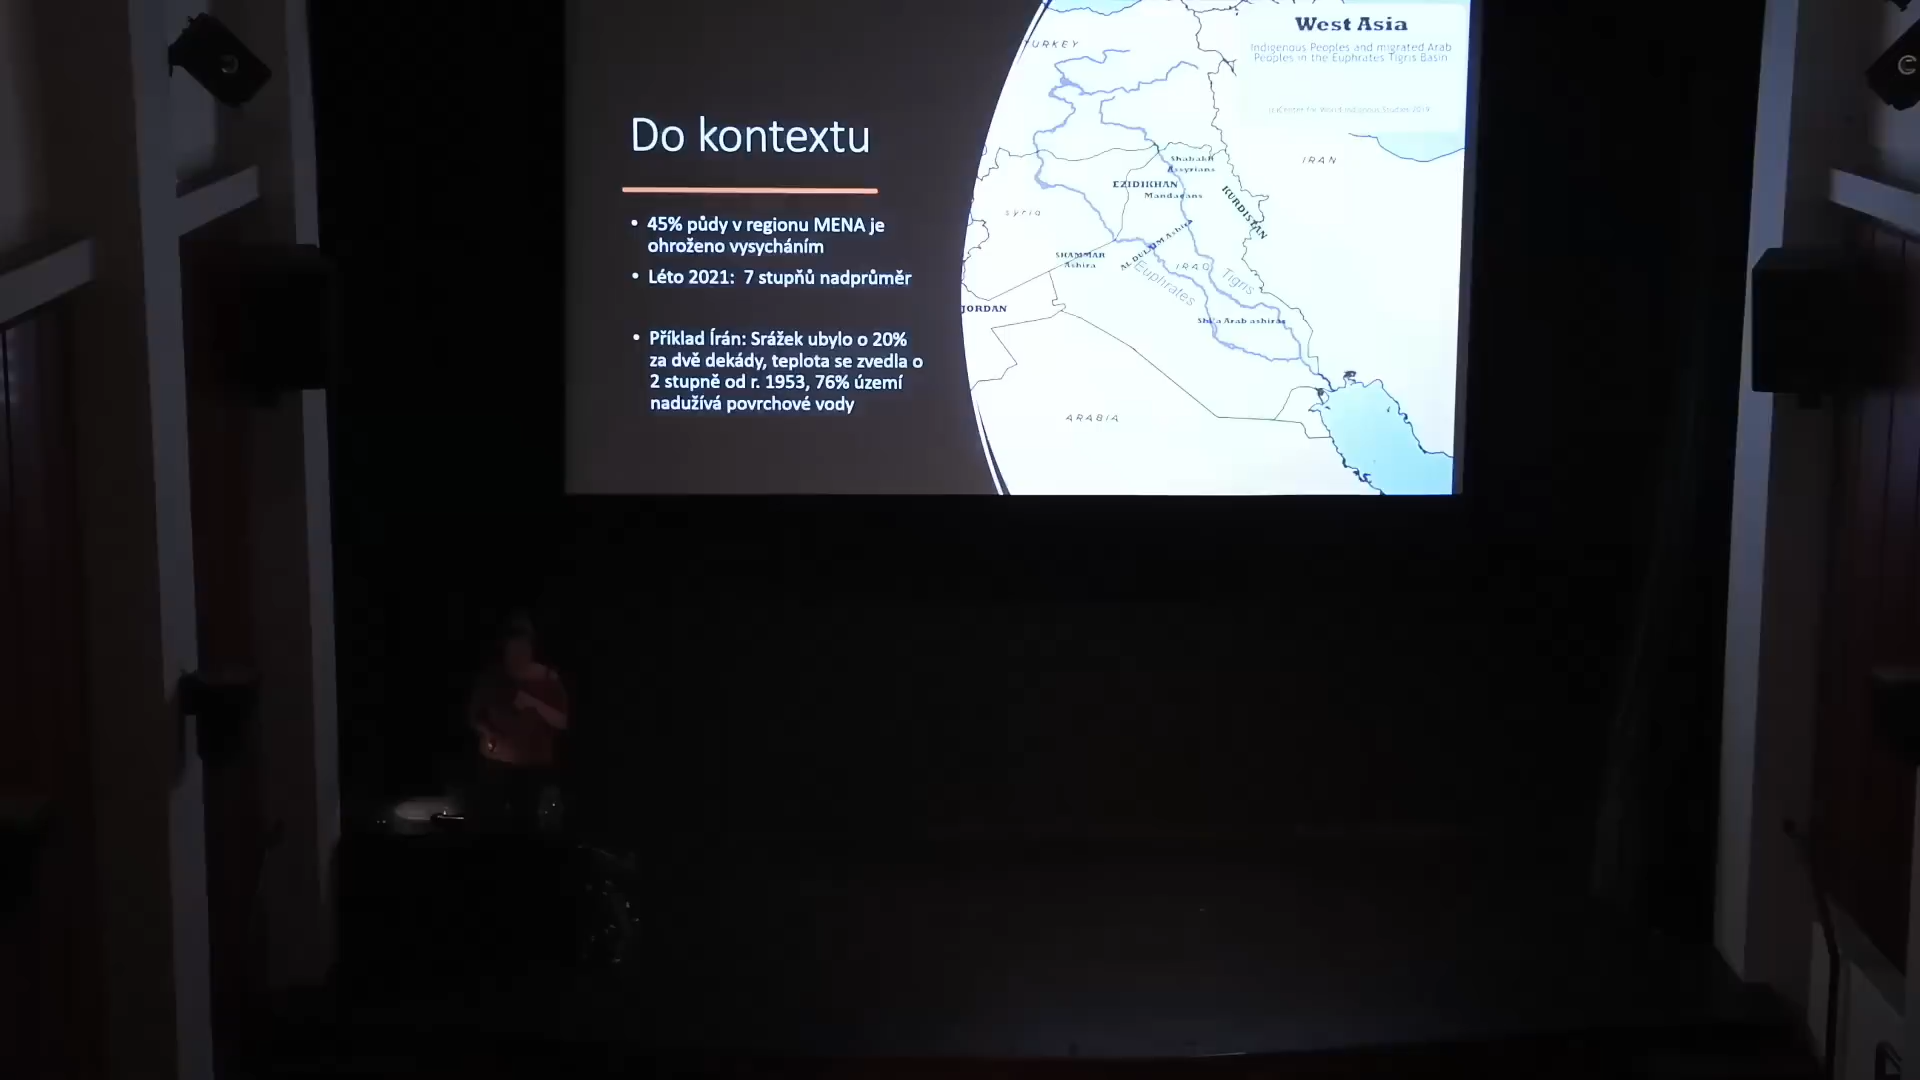 Do kontextu
• 45% půdy v regionu MENA je
ohroženo vysycháním
• Léto 2021: 7 stupňů nadprůměr
• Příklad Írán: Srážek ubylo o 20%
za dvě dekády, teplota se zvedla o
2 stupně od r. 1953, 76% území
nadužívá povrchové vody
West Asia
Indigenous Peoples and migrated Arab
Peoples in the Euphrates Tigris Basin
TURKEY
IRAN
Shabakh
Assyrians
EZIDIKHAN
Mandaeans
KURDISTAN
Syria
SHAMMAR
Ashira
IRAQ
Euphrates
Tigris
JORDAN
Shi'a Arab ashiras
ARABIA